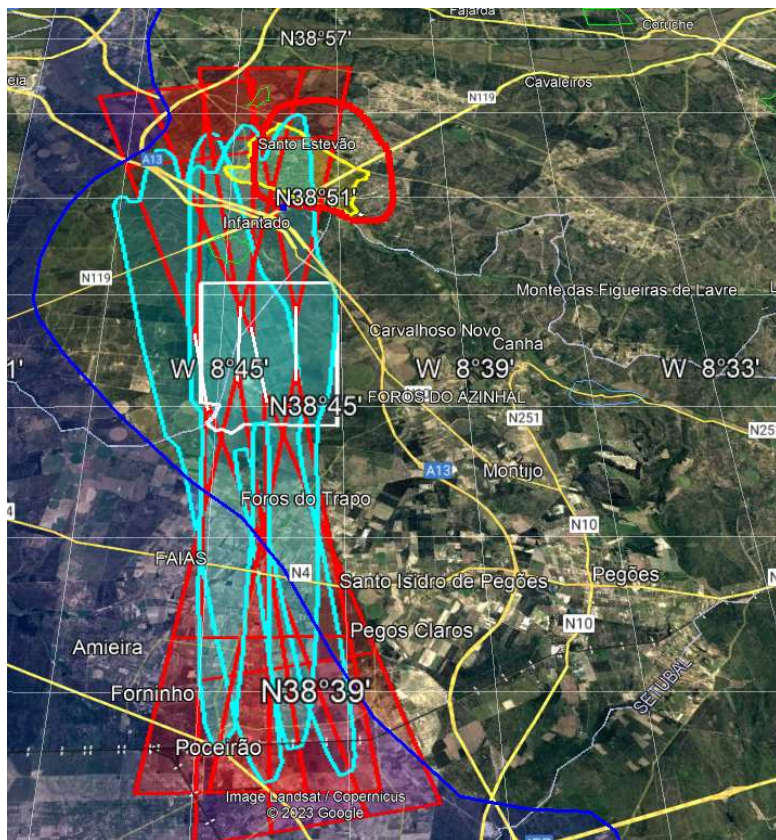 Fajarda
Coruche
N38°57'
Cavaleiros
N119
Santo Estevão
A13
N38°51'
Infantado
N119
Monte das Figueiras de Lavre
Carvalhoso Novo
Canha
W 8°45'
W 8°39'
W 8°33'
FOROS DO AZINHAL
N38°45'
N251
N25
A13
Montijo
Foros do Trapo
N10
FAIAS
N4
Santo Isidro de Pegões
Pegões
N10
Pegos Claros
Amieira
Forninho
N38°39'
SETUBAL
Poceirão
Image Landsat / Copernicus
© 2023 Google